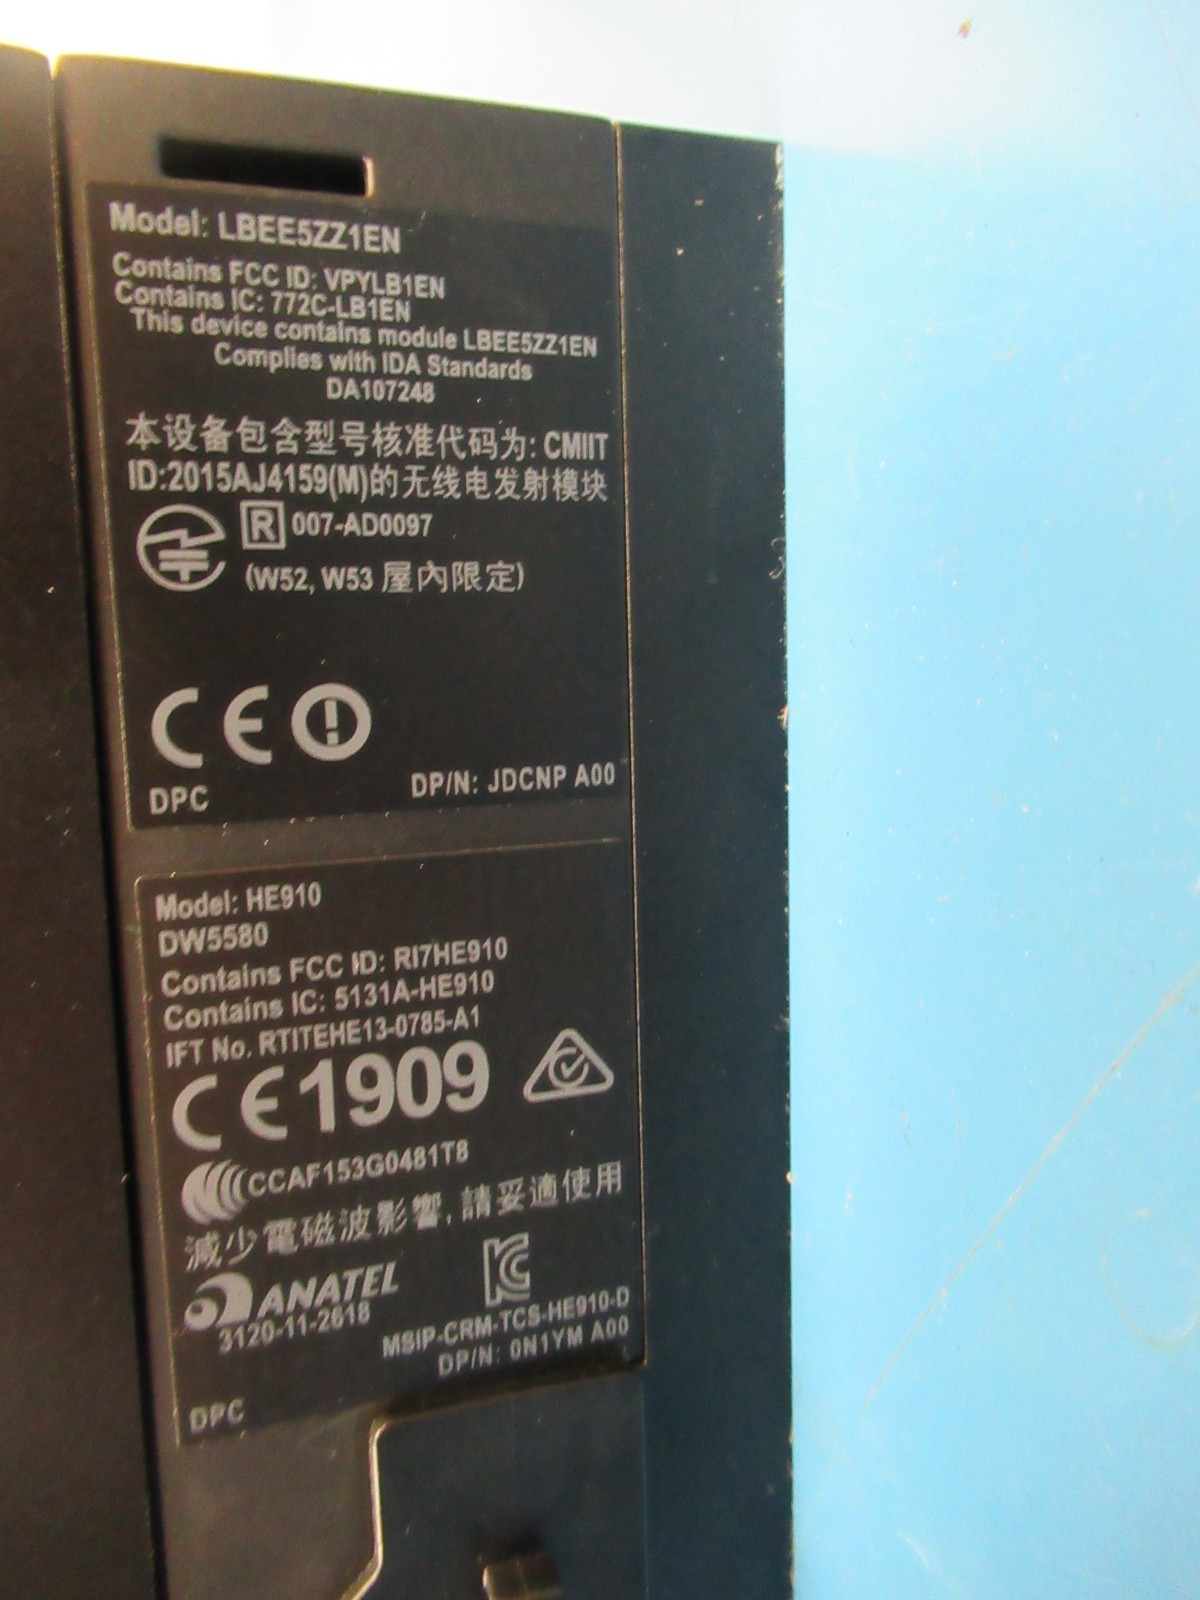 Model: LBEE5ZZ1EN
Contains FCC ID: VPYLB1EN
Contains IC: 772C-LB1EN
This device contains module LBEE5ZZ1EN
Complies with IDA Standards
DA107248
本设备包含型号核准代码为: CMIIT
ID:2015AJ4159(M)的无线电发射模块
R 007-AD0097
(W52, W53 屋内限定)
CE
DPC DP/N: JDCNP A00
Model: HE910
DW5580
Contains FCC ID: RI7HE910
Contains IC: 5131A-HE910
IFT No. RTITEHE13-0785-A1
CE1909
CCAF153G0481T8
減少電磁波影響, 請妥適使用
ANATEL
3120-11-2618
MSIP-CRM-TCS-HE910-D
DP/N: 0N1YM A00
DPC